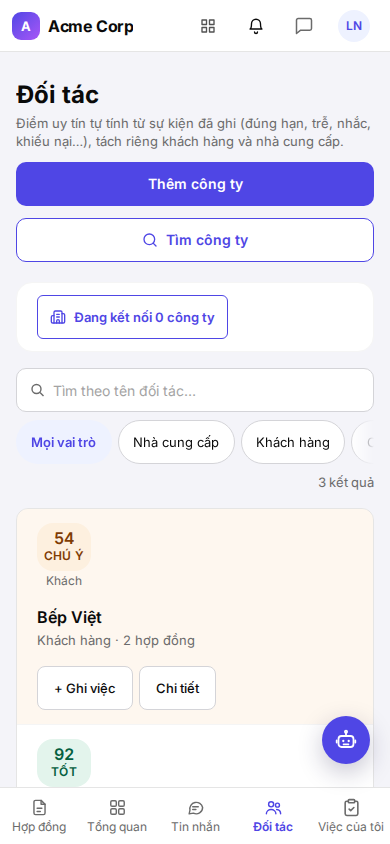 A Acme Corp LN
Đối tác
Điểm uy tín tự tính từ sự kiện đã ghi (đúng hạn, trễ, nhắc,
khiếu nại...), tách riêng khách hàng và nhà cung cấp.
Thêm công ty
Tìm công ty
Đang kết nối 0 công ty
Tìm theo tên đối tác...
Mọi vai trò Nhà cung cấp Khách hàng
3 kết quả
54
CHÚ Ý
Khách
Bếp Việt
Khách hàng · 2 hợp đồng
+ Ghi việc Chi tiết
92
TỐT
Hợp đồng Tổng quan Tin nhắn Đối tác Việc của tôi